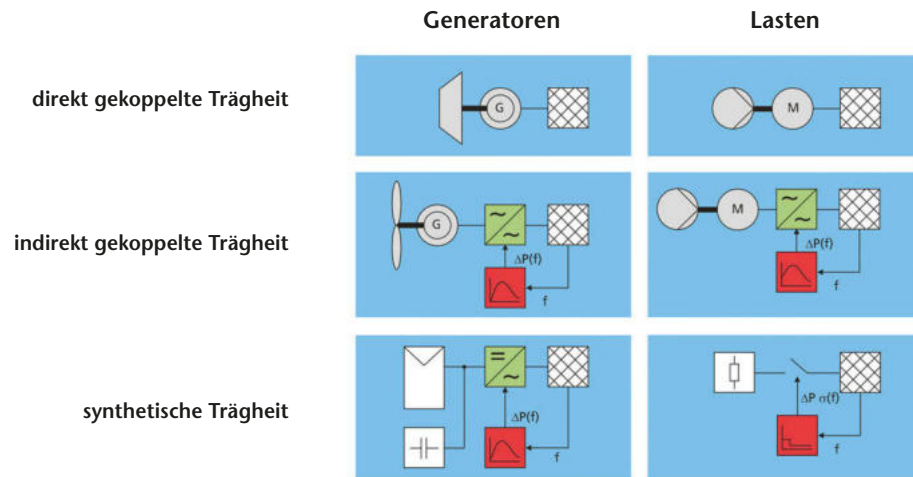 Generatoren
Lasten
direkt gekoppelte Trägheit
G
M
indirekt gekoppelte Trägheit
G
M
ΔP(f)
f
ΔP(f)
f
synthetische Trägheit
ΔP(f)
f
ΔP σ(f)
f